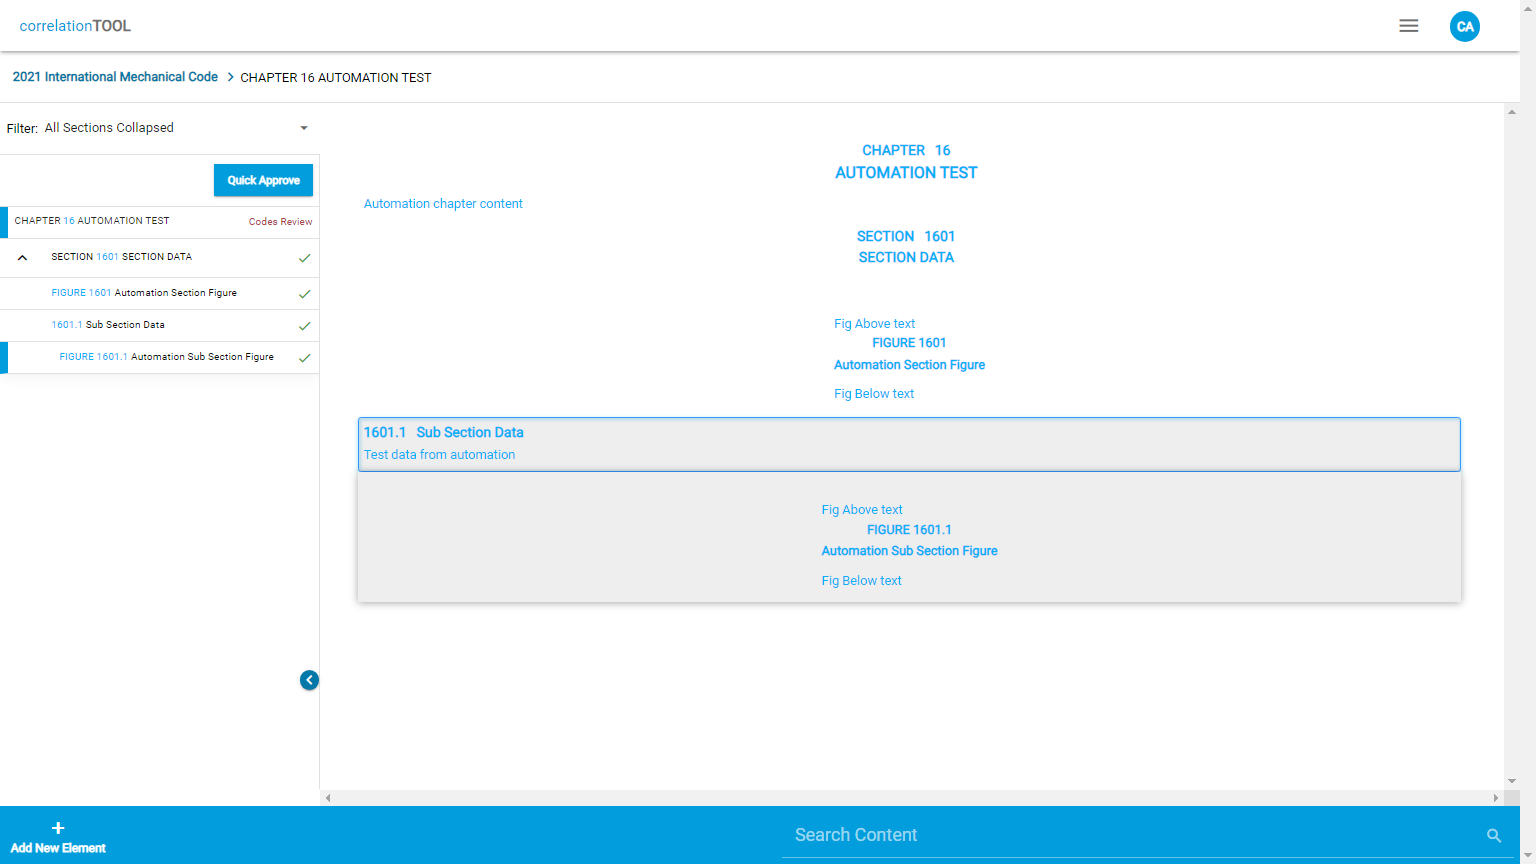 correlationTOOL
CA
2021 International Mechanical Code > CHAPTER 16 AUTOMATION TEST
Filter: All Sections Collapsed
Quick Approve
CHAPTER 16 AUTOMATION TEST Codes Review
SECTION 1601 SECTION DATA
FIGURE 1601 Automation Section Figure
1601.1 Sub Section Data
FIGURE 1601.1 Automation Sub Section Figure
CHAPTER 16
AUTOMATION TEST
Automation chapter content
SECTION 1601
SECTION DATA
Fig Above text
FIGURE 1601
Automation Section Figure
Fig Below text
1601.1 Sub Section Data
Test data from automation
Fig Above text
FIGURE 1601.1
Automation Sub Section Figure
Fig Below text
Add New Element
Search Content